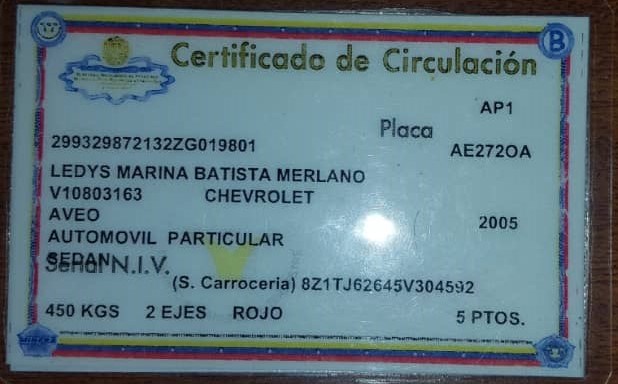 B
Certificado de Circulación
AP1
Placa
299329872132ZG019801
AE272OA
LEDYS MARINA BATISTA MERLANO
V10803163 CHEVROLET
AVEO
2005
AUTOMOVIL PARTICULAR
SEDAN
Serial N.I.V.
(S. Carroceria) 8Z1TJ62645V304592
450 KGS 2 EJES ROJO 5 PTOS.